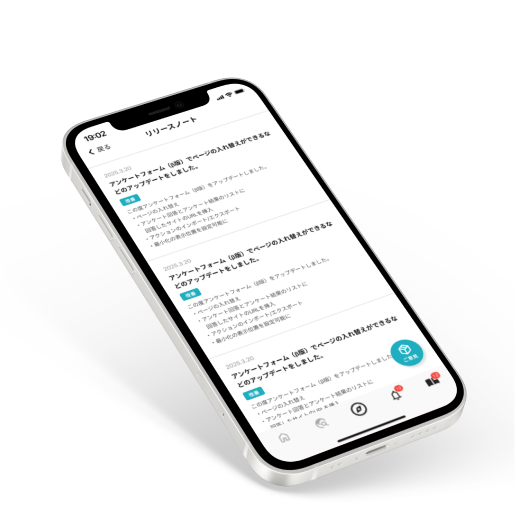 19:02
戻る
リリースノート
2025.3.20
アンケートフォーム（β版）でページの入れ替えができるな
どのアップデートをしました。
改善
この度アンケートフォーム（β版）をアップデートしました。
・ページの入れ替え
・アンケート回答とアンケート結果のリストに
回答したサイトのURLを挿入
・アクションのインポート/エクスポート
・最小化の表示位置を設定可能に
2025.3.20
アンケートフォーム（β版）でページの入れ替えができるな
どのアップデートをしました。
改善
この度アンケートフォーム（β版）をアップデートしました。
・ページの入れ替え
・アンケート回答とアンケート結果のリストに
回答したサイトのURLを挿入
・アクションのインポート/エクスポート
・最小化の表示位置を設定可能に
2025.3.20
アンケートフォーム（β版）でページの入れ替えができるな
どのアップデートをしました。
改善
この度アンケートフォーム（β版）をアップデートしました
・ページの入れ替え
・アンケート回答とアンケート結果のリストに
ご意見